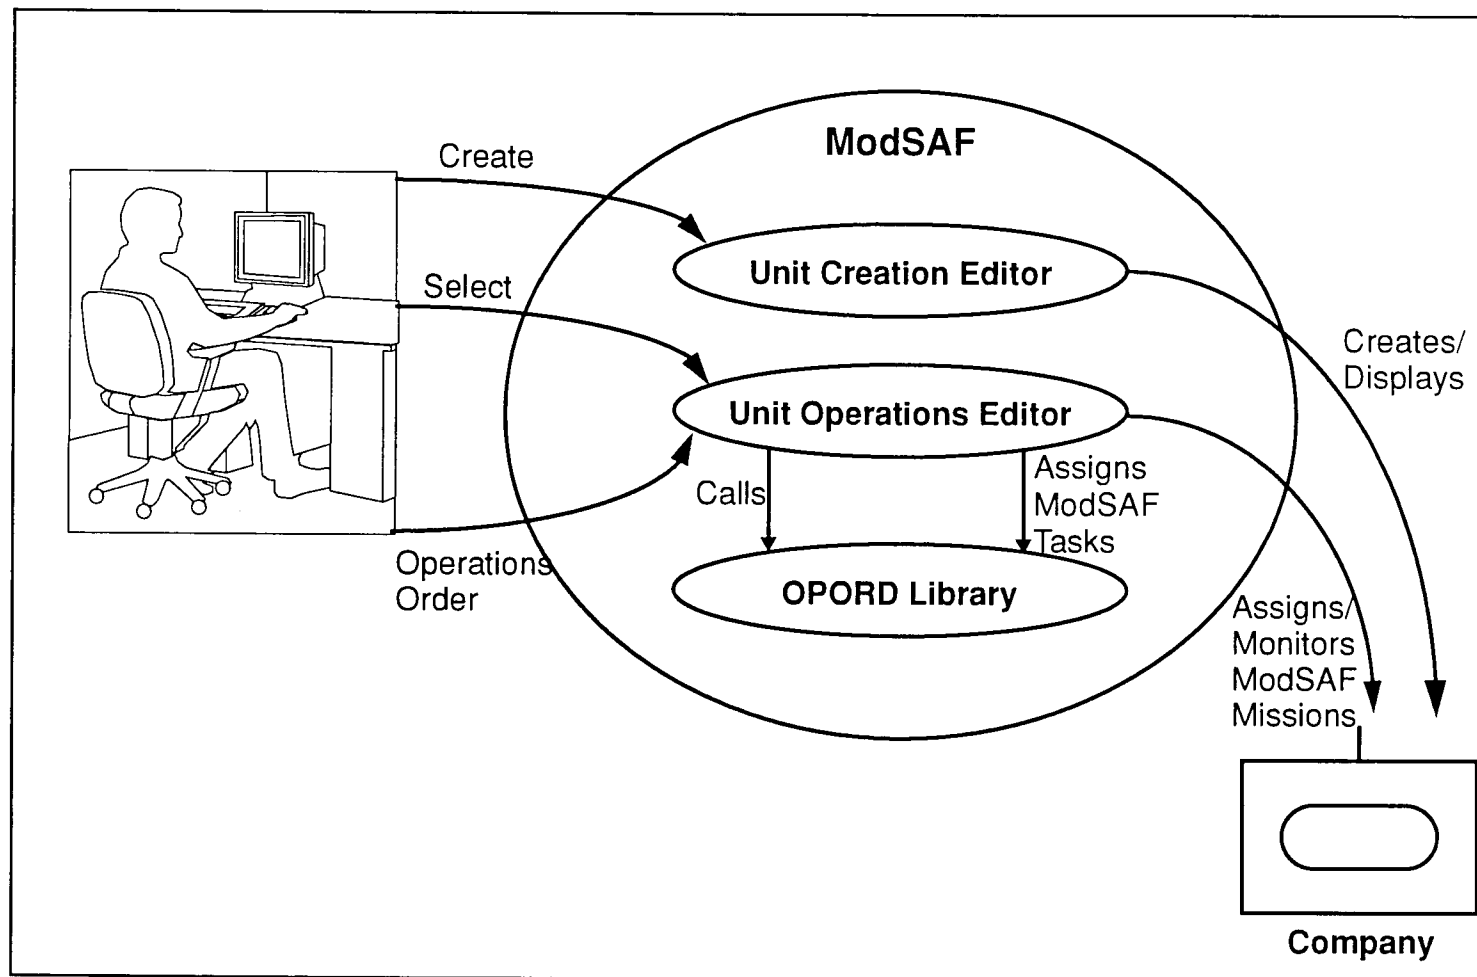 ModSAF
Create
Unit Creation Editor
Select
Creates/
Displays
Unit Operations Editor
Calls
Assigns
ModSAF
Tasks
Operations
Order
OPORD Library
Assigns/
Monitors
ModSAF
Missions
Company